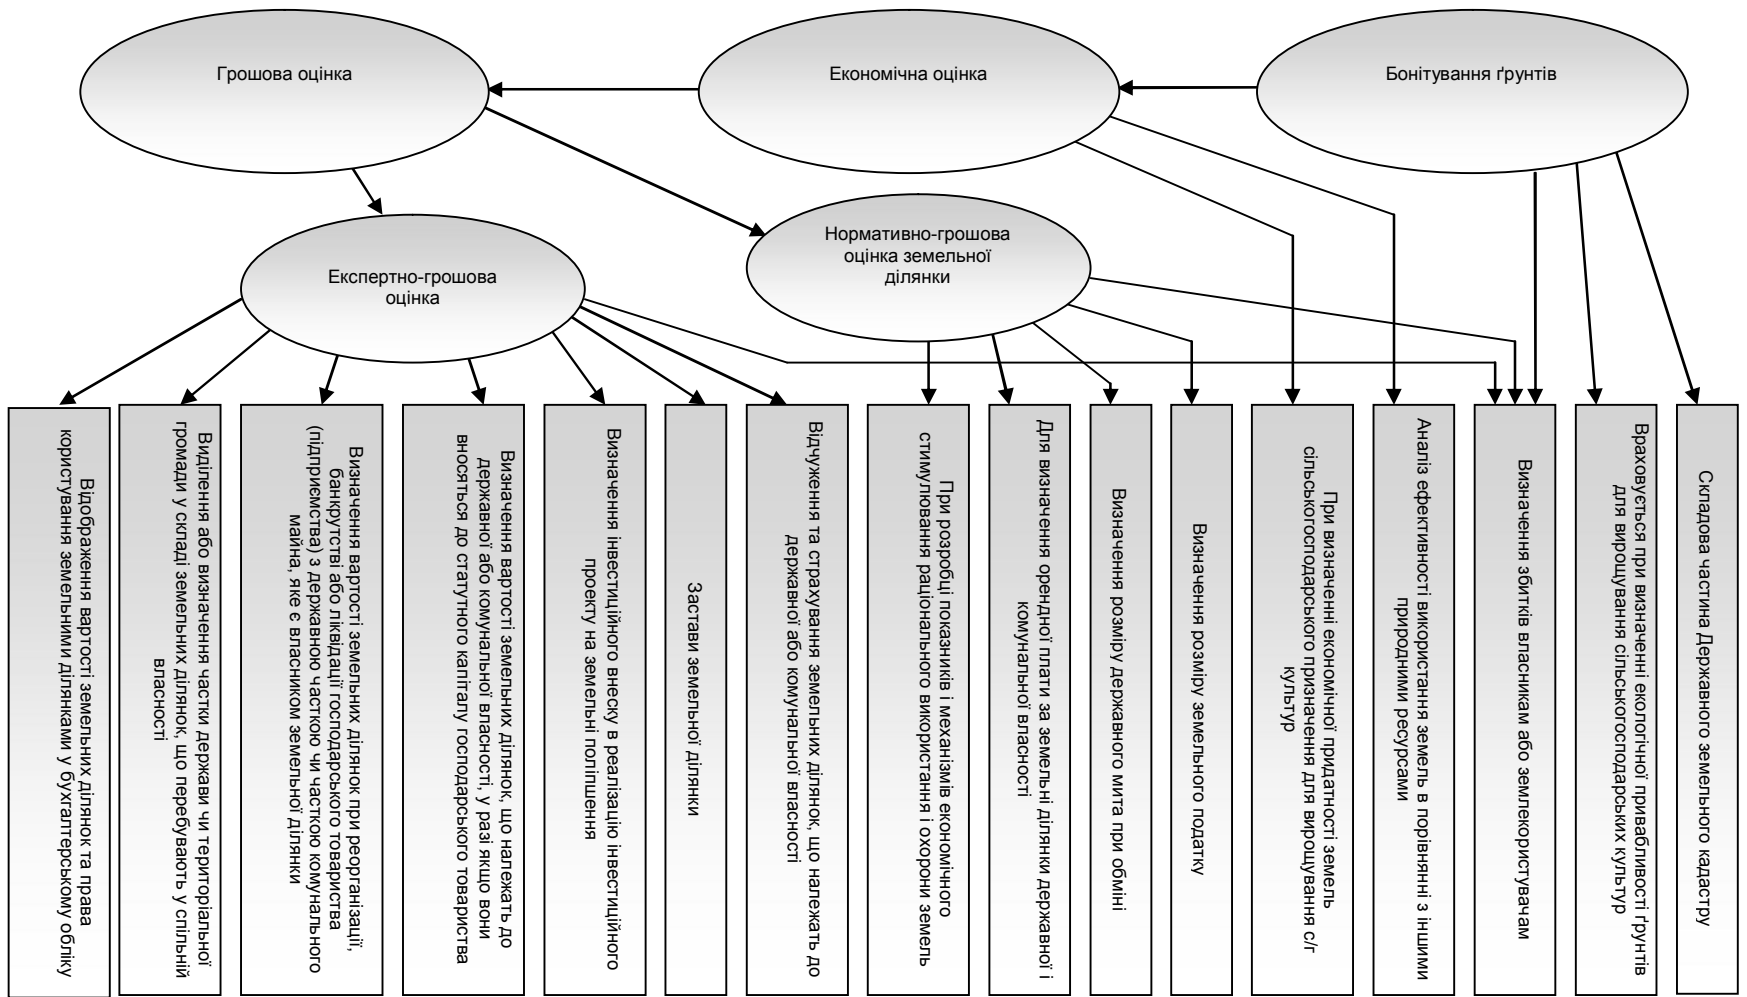 Грошова оцінка
Економічна оцінка
Бонітування ґрунтів
Експертно-грошова
оцінка
Нормативно-грошова
оцінка земельної
ділянки
Відображення вартості земельних ділянок та права
користування земельними ділянками у бухгалтерському обліку
Виділення або визначення частки держави чи територіальної
громади у складі земельних ділянок, що перебувають у спільній
власності
Визначення вартості земельних ділянок при реорганізації,
банкрутстві або ліквідації господарського товариства
(підприємства) з державною часткою чи часткою комунального
майна, яке є власником земельної ділянки
Визначення вартості земельних ділянок, що належать до
державної або комунальної власності, у разі якщо вони
вносяться до статутного капіталу господарського товариства
Визначення інвестиційного внеску в реалізацію інвестиційного
проекту на земельні поліпшення
Застави земельної ділянки
Відчуження та страхування земельних ділянок, що належать до
державної або комунальної власності
При розробці показників і механізмів економічного
стимулювання раціонального використання і охорони земель
Для визначення орендної плати за земельні ділянки державної і
комунальної власності
Визначення розміру державного мита при обміні
Визначення розміру земельного податку
При визначенні економічної придатності земель
сільськогосподарського призначення для вирощування с/г
культур
Аналіз ефективності використання земель в порівнянні з іншими
природними ресурсами
Визначення збитків власникам або землекористувачам
Враховується при визначенні екологічної привабливості ґрунтів
для вирощування сільськогосподарських культур
Складова частина Державного земельного кадастру